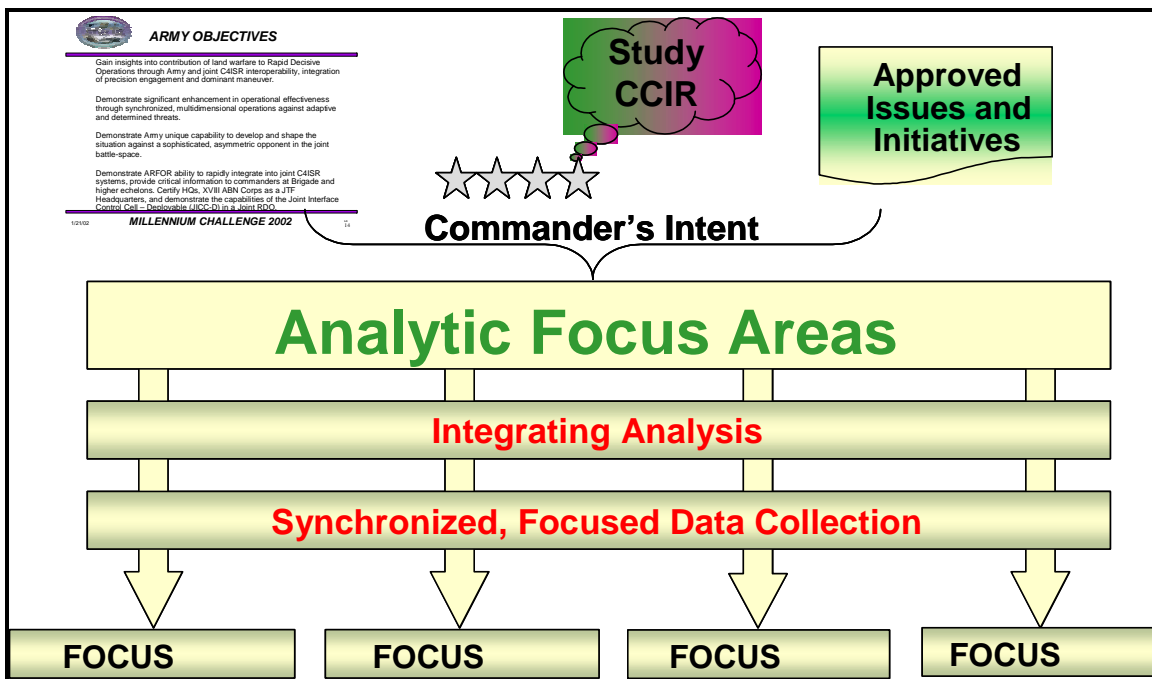 ARMY OBJECTIVES
Gain insights into contribution of land warfare to Rapid Decisive
Operations through Army and joint C4ISR interoperability, integration
of precision engagement and dominant maneuver.
Demonstrate significant enhancement in operational effectiveness
through synchronized, multidimensional operations against adaptive
and determined threats.
Demonstrate Army unique capability to develop and shape the
situation against a sophisticated, asymmetric opponent in the joint
battle-space.
Demonstrate ARFOR ability to rapidly integrate into joint C4ISR
systems, provide critical information to commanders at Brigade and
higher echelons. Certify HQs, XVIII ABN Corps as a JTF
Headquarters, and demonstrate the capabilities of the Joint Interface
Control Cell – Deployable (JICC-D) in a Joint RDO.
1/21/02
MILLENNIUM CHALLENGE 2002
Study
CCIR
Approved
Issues and
Initiatives
Commander's Intent
Analytic Focus Areas
Integrating Analysis
Synchronized, Focused Data Collection
FOCUS
FOCUS
FOCUS
FOCUS